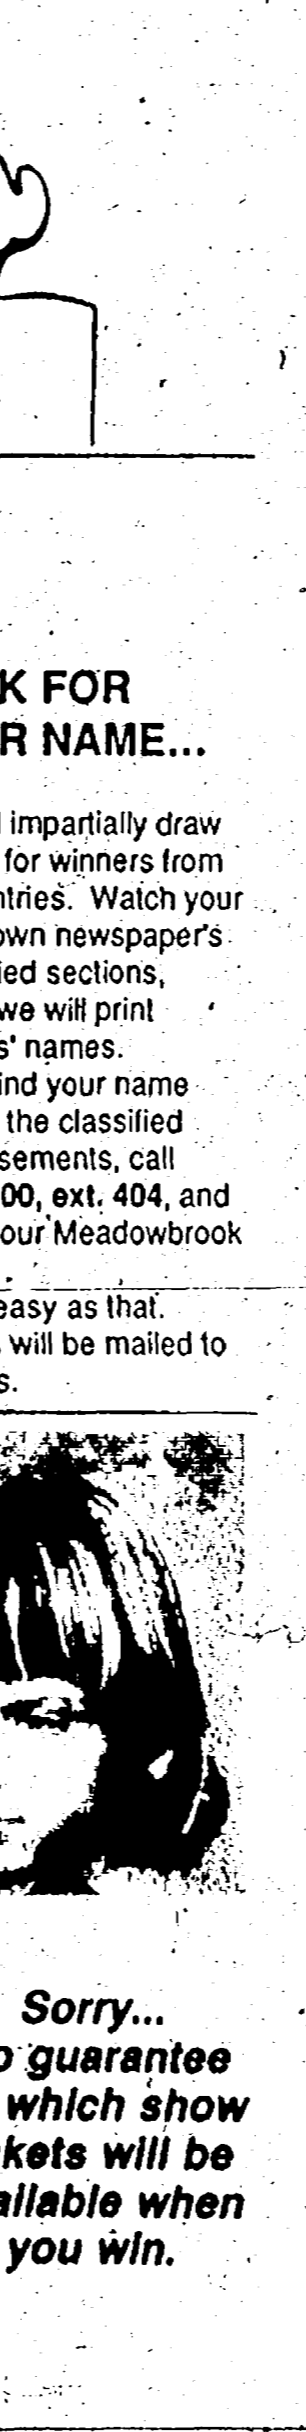 K FOR
R NAME...
l impartially draw
for winners from
ntries. Watch your
own newspaper's
ied sections,
we will print
s' names.
ind your name
the classified
sements, call
00, ext. 404, and
our Meadowbrook
easy as that.
will be mailed to
s.
Sorry...
o guarantee
which show
kets will be
ailable when
you win.